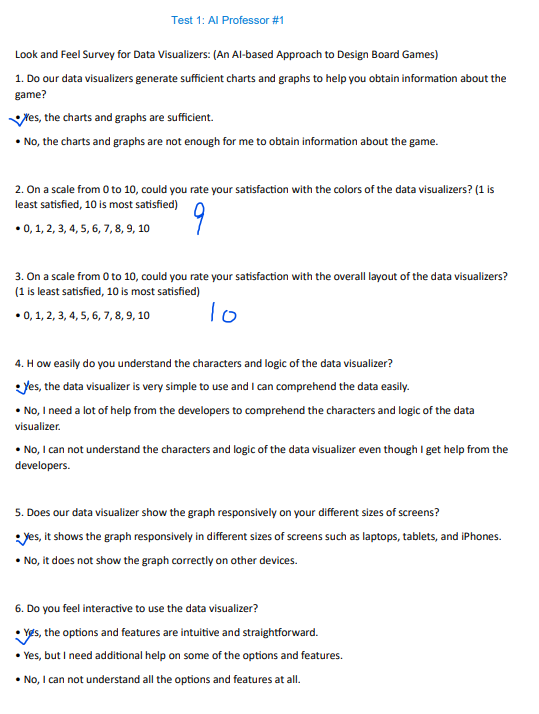 Test 1: AI Professor #1
Look and Feel Survey for Data Visualizers: (An AI-based Approach to Design Board Games)
1. Do our data visualizers generate sufficient charts and graphs to help you obtain information about the
game?
• Yes, the charts and graphs are sufficient.
• No, the charts and graphs are not enough for me to obtain information about the game.
2. On a scale from 0 to 10, could you rate your satisfaction with the colors of the data visualizers? (1 is
least satisfied, 10 is most satisfied)
• 0, 1, 2, 3, 4, 5, 6, 7, 8, 9, 10 9
3. On a scale from 0 to 10, could you rate your satisfaction with the overall layout of the data visualizers?
(1 is least satisfied, 10 is most satisfied)
• 0, 1, 2, 3, 4, 5, 6, 7, 8, 9, 10 10
4. H ow easily do you understand the characters and logic of the data visualizer?
• Yes, the data visualizer is very simple to use and I can comprehend the data easily.
• No, I need a lot of help from the developers to comprehend the characters and logic of the data
visualizer.
• No, I can not understand the characters and logic of the data visualizer even though I get help from the
developers.
5. Does our data visualizer show the graph responsively on your different sizes of screens?
• Yes, it shows the graph responsively in different sizes of screens such as laptops, tablets, and iPhones.
• No, it does not show the graph correctly on other devices.
6. Do you feel interactive to use the data visualizer?
• Yes, the options and features are intuitive and straightforward.
• Yes, but I need additional help on some of the options and features.
• No, I can not understand all the options and features at all.